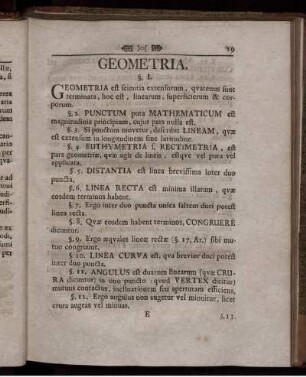 19
GEOMETRIA.
§. 1.
GEOMETRIA est scientia extensorum, quatenus sunt
terminata, hoc est, linearum, superficierum & cor-
porum.
§. 2. PUNCTUM pura MATHEMATICUM est
magnitudinis principium, cujus pars nulla est.
§. 3. Si punctum movetur, describit LINEAM, quæ
est extensum in longitudinem sine latitudine.
§. 4. EUTHYMETRIA s. RECTIMETRIA, est
pars geometriæ, quæ agit de lineis, estque vel pura vel
applicata.
§. 5. DISTANTIA est linea brevissima inter duo
puncta.
§. 6. LINEA RECTA est minima illarum, quæ
eosdem terminos habent.
§. 7. Ergo inter duo puncta unica saltem duci potest
linea recta.
§. 8. Quæ eosdem habent terminos, CONGRUERE
dicuntur.
§. 9. Ergo æquales lineæ rectæ (§. 17. Ar.) sibi mu-
tuo congruunt.
§. 10. LINEA CURVA est, qua brevior duci potest
inter duo puncta.
§. 11. ANGULUS est duarum linearum (quæ CRU-
RA dicuntur) in uno puncto (quod VERTEX dicitur)
mutuus contactus, inclinationem seu aperturam efficiens.
§. 12. Ergo angulus non augetur vel minuitur, licet
crura augeas vel minuas.
E
§. 13.